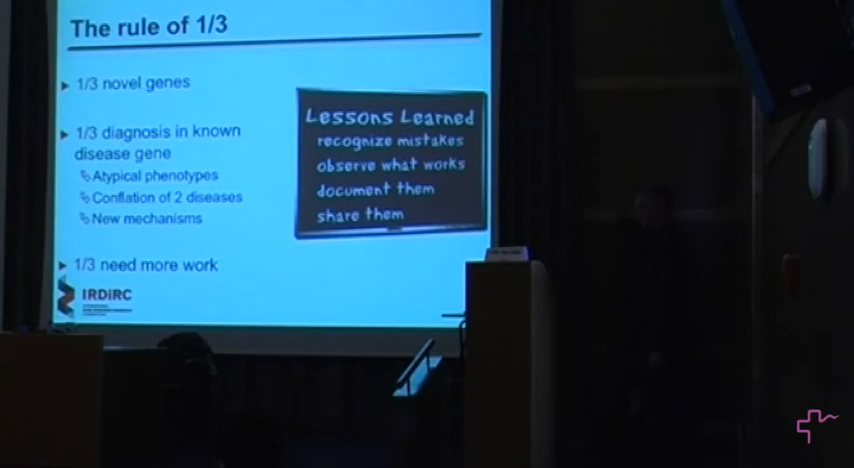 The rule of 1/3
1/3 novel genes
1/3 diagnosis in known
disease gene
Atypical phenotypes
Conflation of 2 diseases
New mechanisms
1/3 need more work
Lessons Learned
recognize mistakes
observe what works
document them
share them
IRDiRC